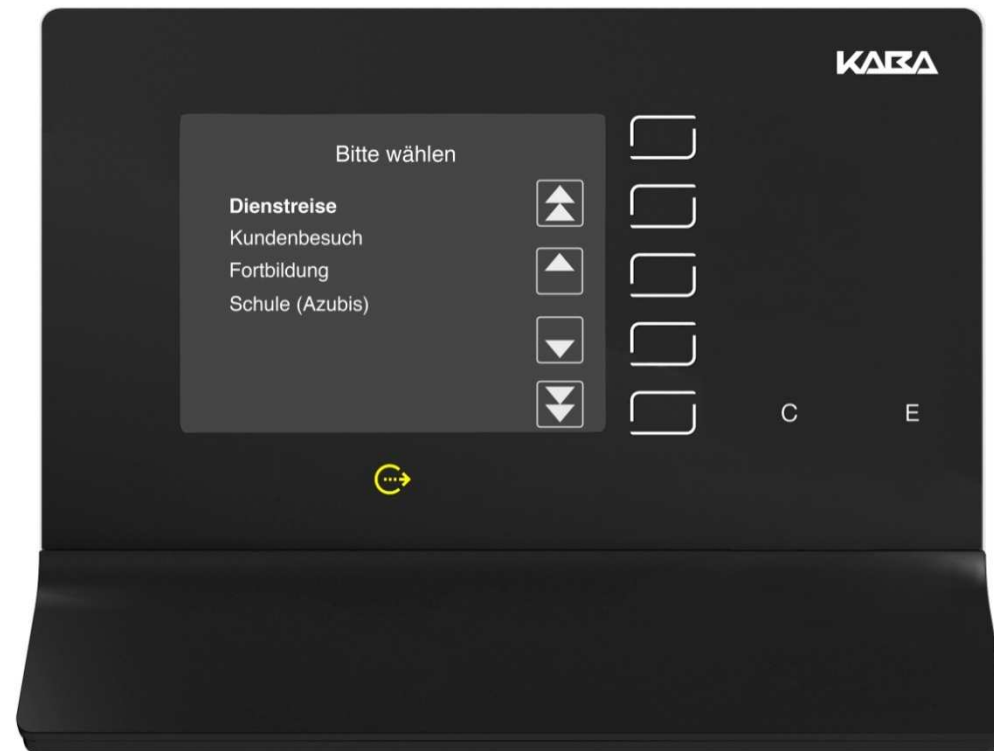 KABA
Bitte wählen
Dienstreise
Kundenbesuch
Fortbildung
Schule (Azubis)
C E